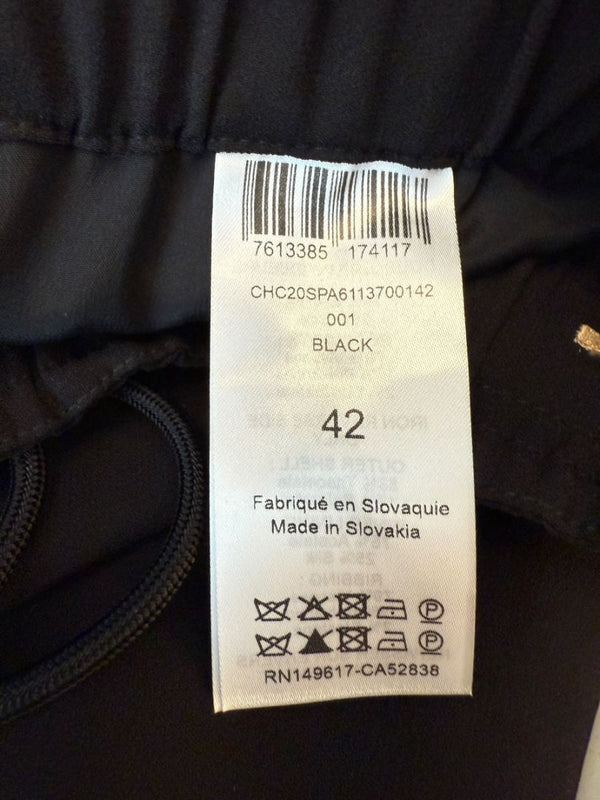 7613385 174117
CHC20SPA6113700142
001
BLACK
42
Fabriqué en Slovaquie
Made in Slovakia
RN149617-CA52838